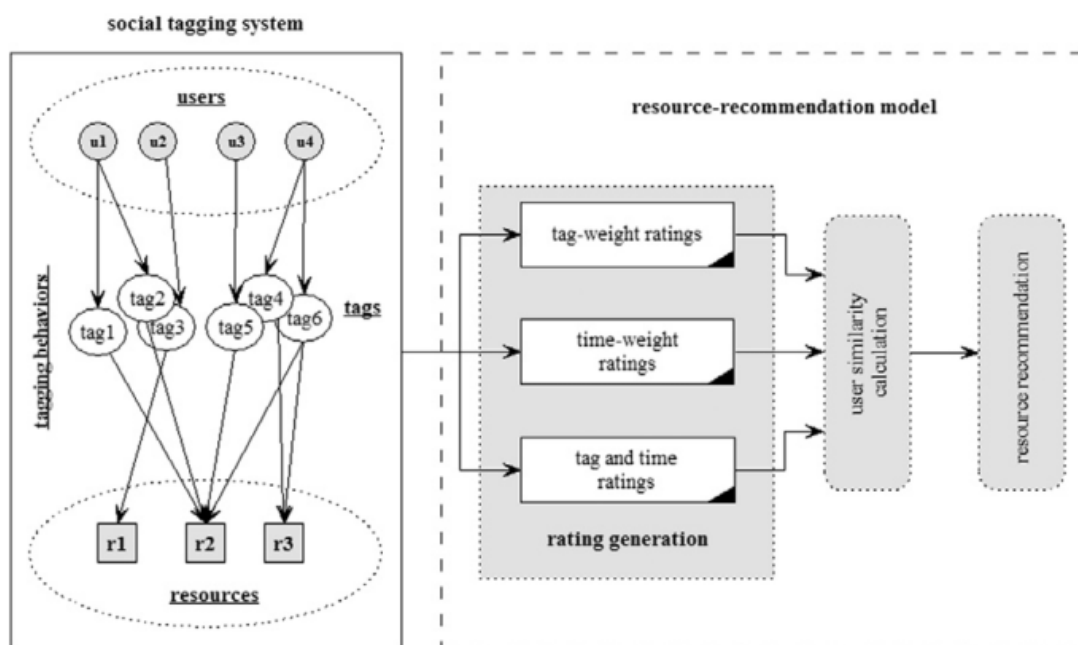 social tagging system
users
u1 u2 u3 u4
tagging behaviors
tag1
tag2
tag3
tag5
tag4
tag6
tags
r1 r2 r3
resources
resource-recommendation model
tag-weight ratings
time-weight
ratings
tag and time
ratings
rating generation
user similarity
calculation
resource recommendation